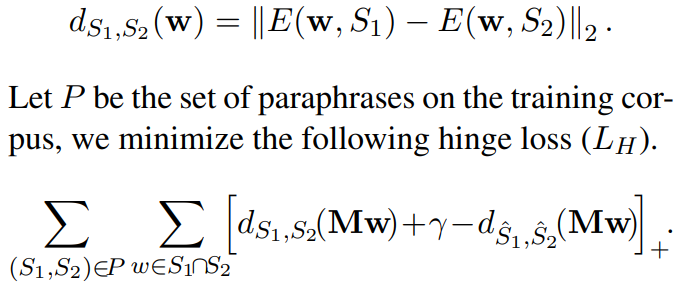 d_{S_1,S_2}(𝐰) = ‖E(𝐰, S_1) − E(𝐰, S_2)‖_2 .
Let P be the set of paraphrases on the training cor-
pus, we minimize the following hinge loss (L_H).
∑_{(S_1,S_2)∈P} ∑_{w∈S_1∩S_2} [d_{S_1,S_2}(𝐌𝐰)+γ−d_{Ŝ_1,Ŝ_2}(𝐌𝐰)]_+ .